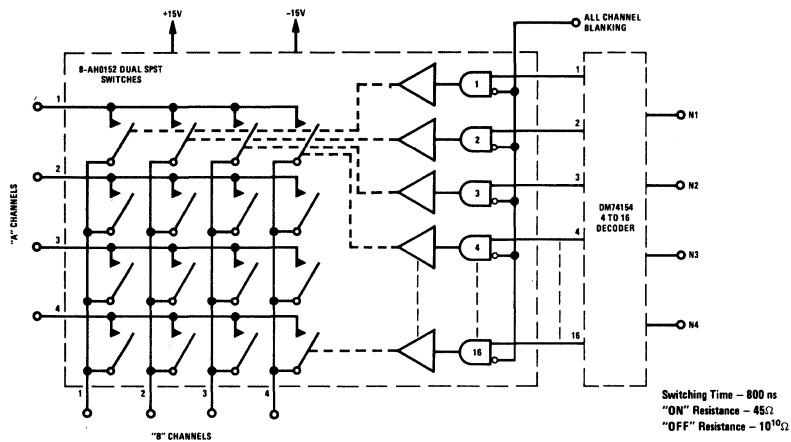 +15V
−15V
ALL CHANNEL
BLANKING
8-AH0152 DUAL SPST
SWITCHES
1
2
3
4
"A" CHANNELS
1
2
3
4
16
1
2
3
4
16
DM74154
4 TO 16
DECODER
N1
N2
N3
N4
1
2
3
4
"B" CHANNELS
Switching Time – 800 ns
"ON" Resistance – 45Ω
"OFF" Resistance – 10¹⁰Ω